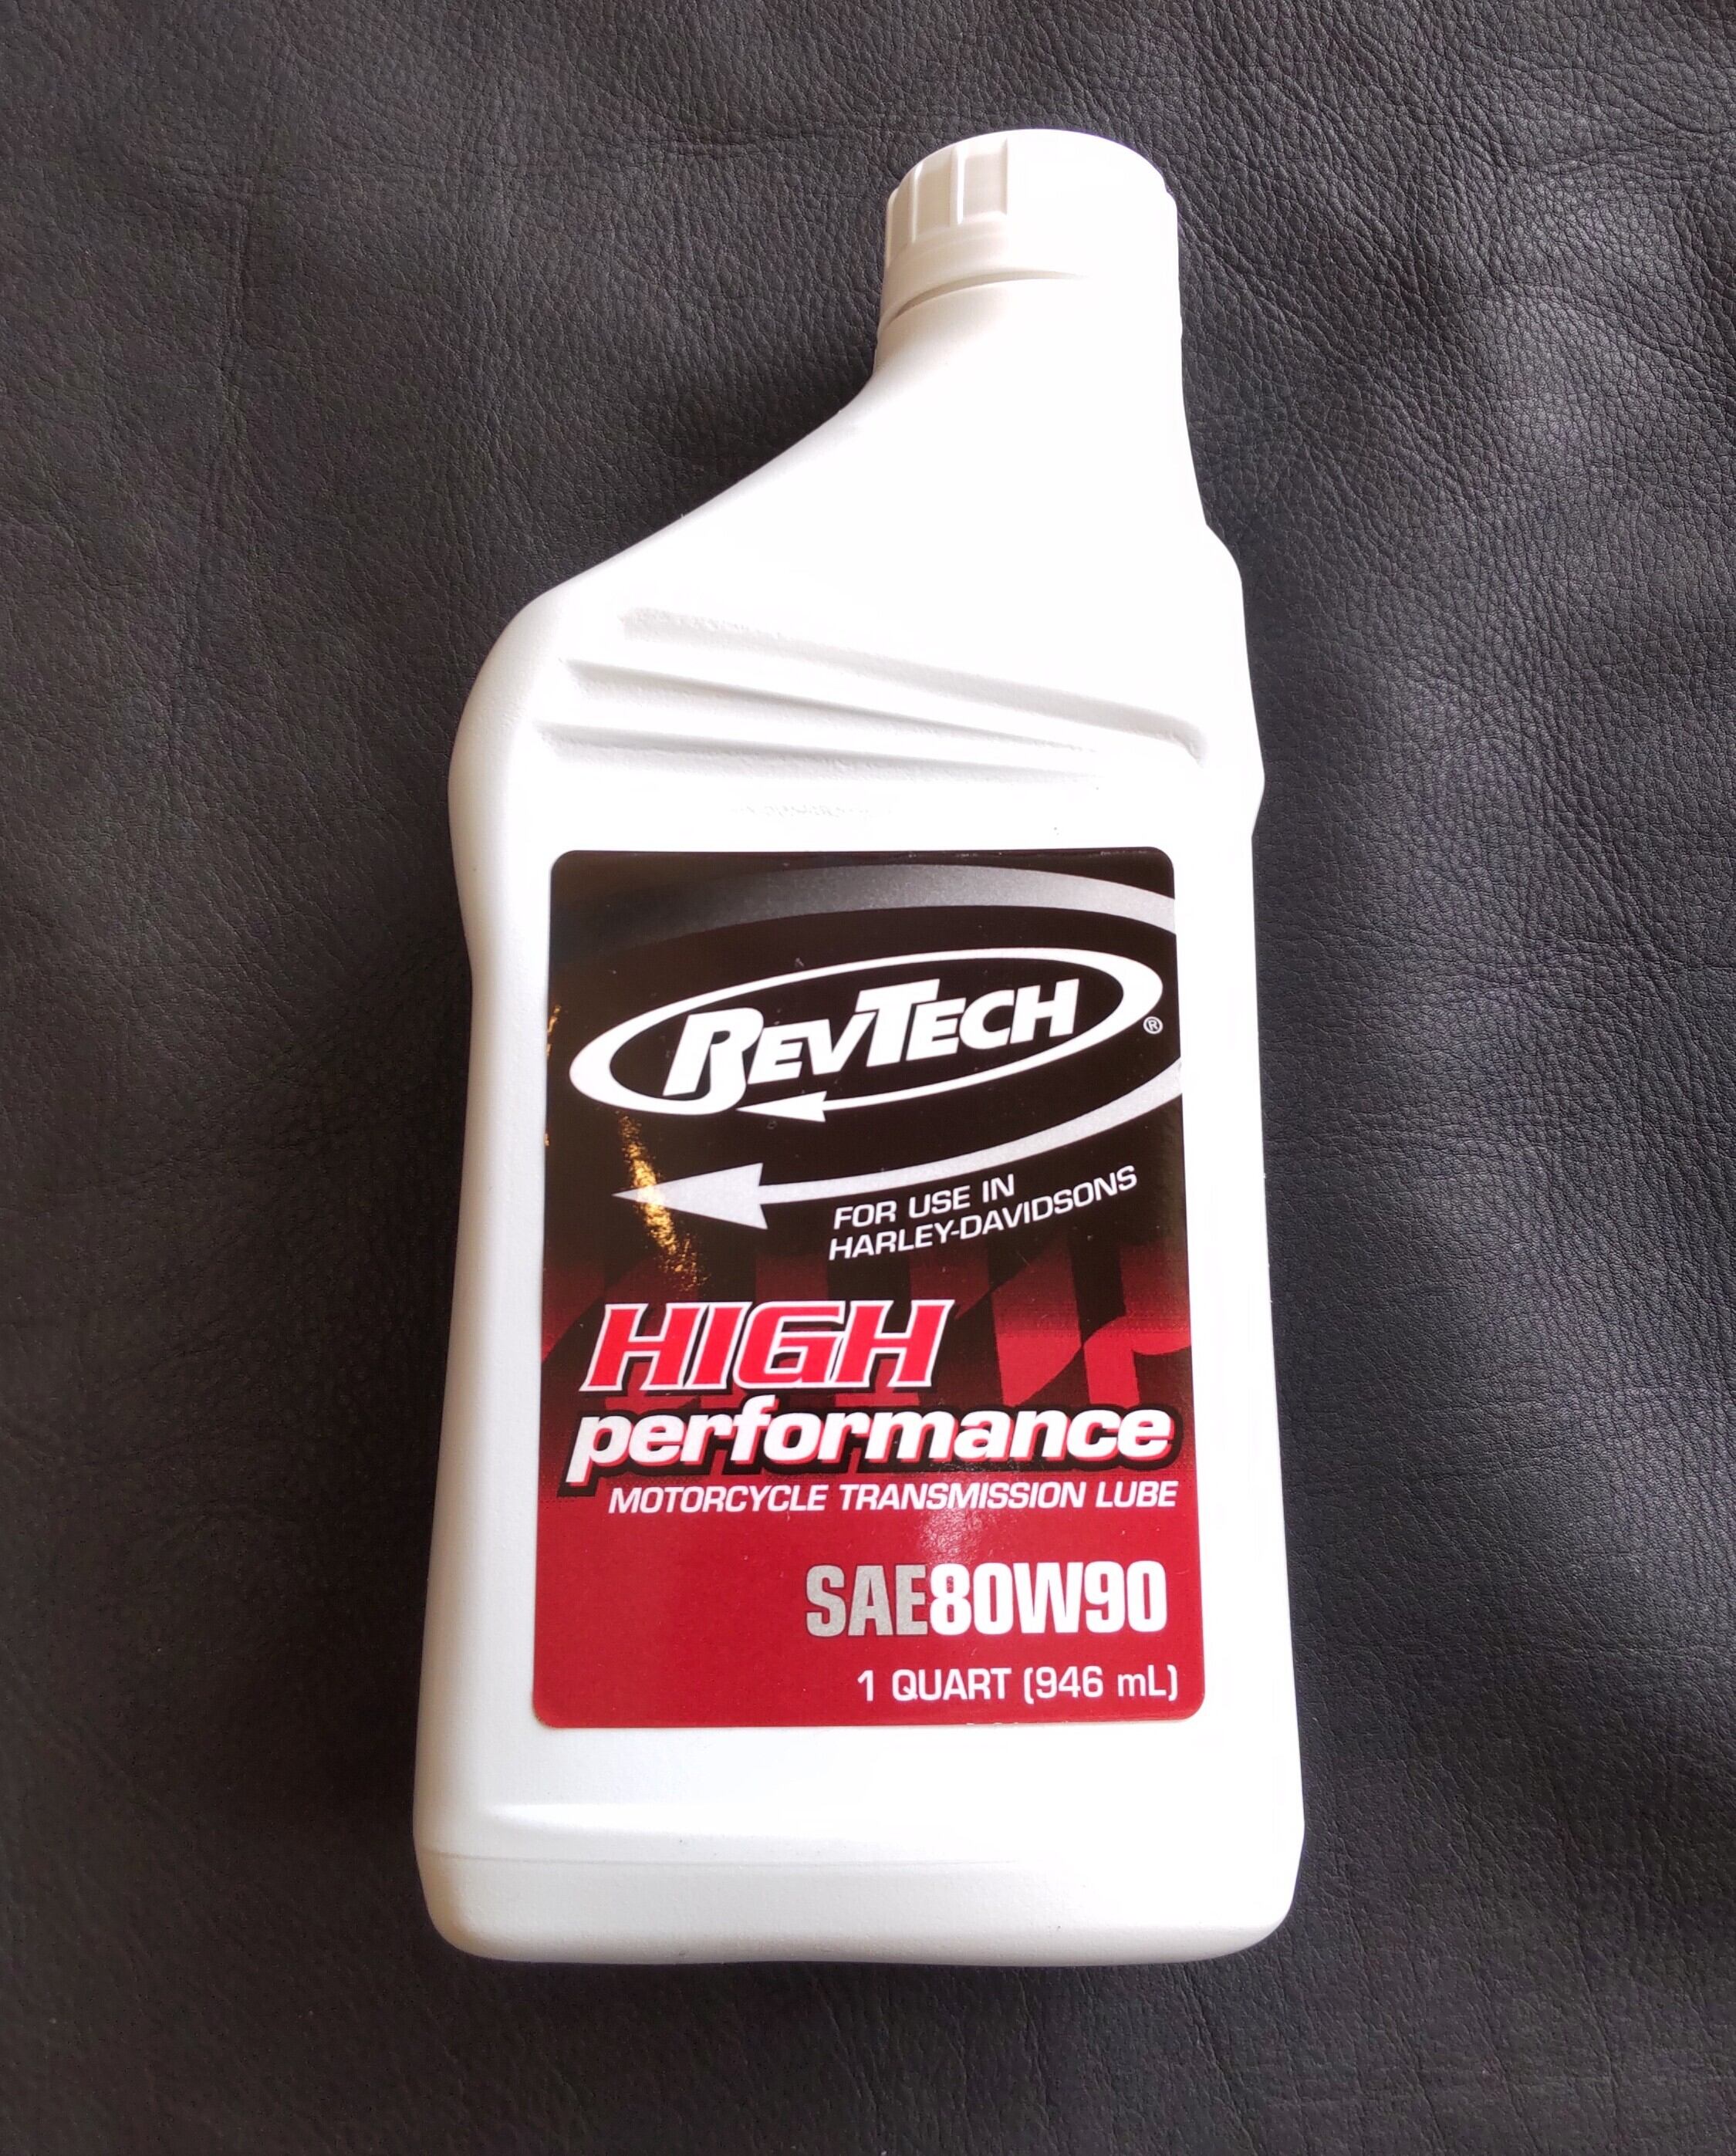 REVTECH®
FOR USE IN
HARLEY-DAVIDSONS
HIGH
performance
MOTORCYCLE TRANSMISSION LUBE
SAE80W90
1 QUART (946 mL)